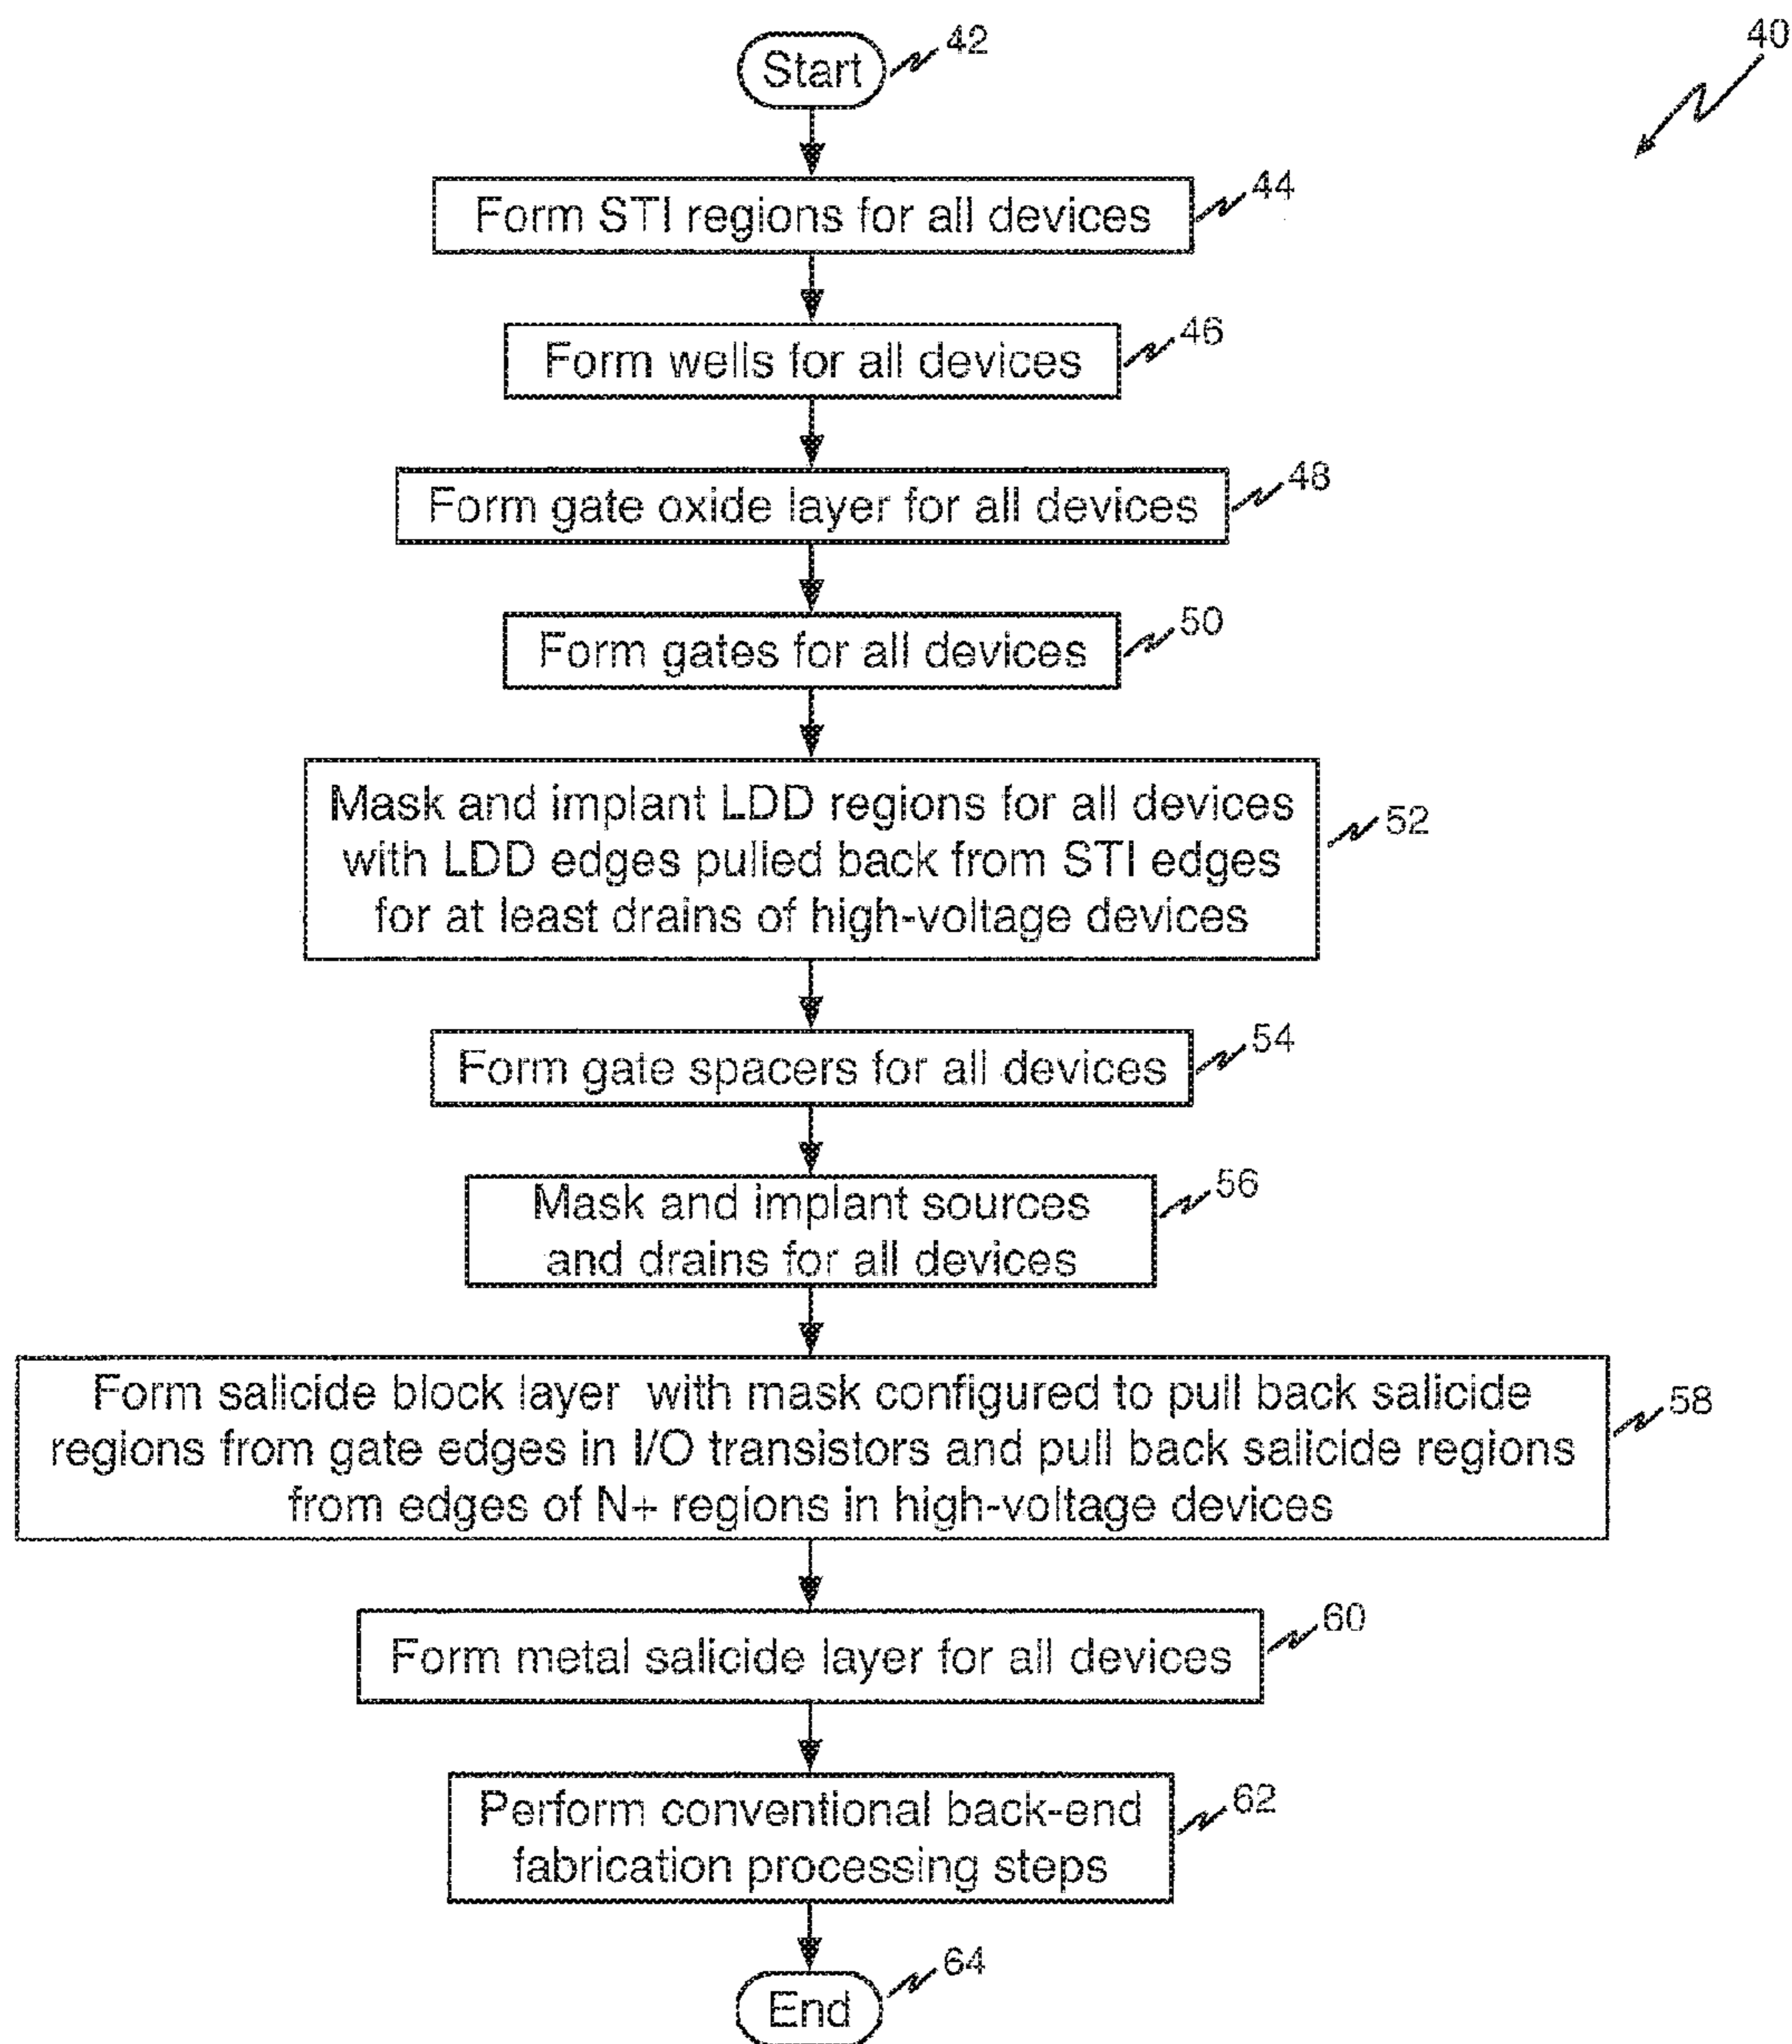 40
Start
42
Form STI regions for all devices
44
Form wells for all devices
46
Form gate oxide layer for all devices
48
Form gates for all devices
50
Mask and implant LDD regions for all devices
with LDD edges pulled back from STI edges
for at least drains of high-voltage devices
52
Form gate spacers for all devices
54
Mask and implant sources
and drains for all devices
56
Form salicide block layer with mask configured to pull back salicide
regions from gate edges in I/O transistors and pull back salicide regions
from edges of N+ regions in high-voltage devices
58
Form metal salicide layer for all devices
60
Perform conventional back-end
fabrication processing steps
62
End
64